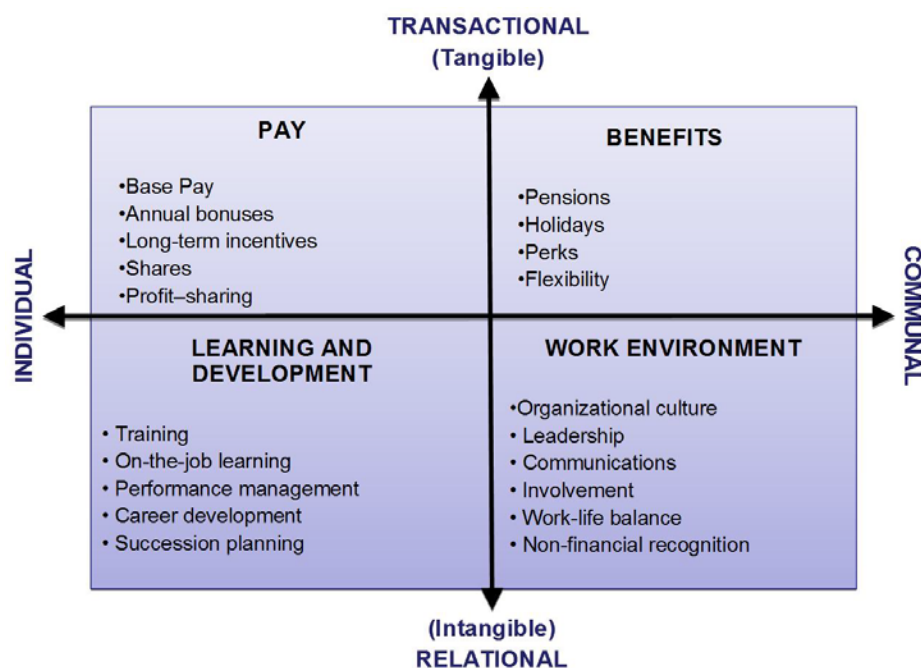 TRANSACTIONAL
(Tangible)
PAY
•Base Pay
•Annual bonuses
•Long-term incentives
•Shares
•Profit–sharing
BENEFITS
•Pensions
•Holidays
•Perks
•Flexibility
INDIVIDUAL
COMMUNAL
LEARNING AND
DEVELOPMENT
• Training
• On-the-job learning
• Performance management
• Career development
• Succession planning
WORK ENVIRONMENT
•Organizational culture
• Leadership
• Communications
• Involvement
• Work-life balance
• Non-financial recognition
(Intangible)
RELATIONAL